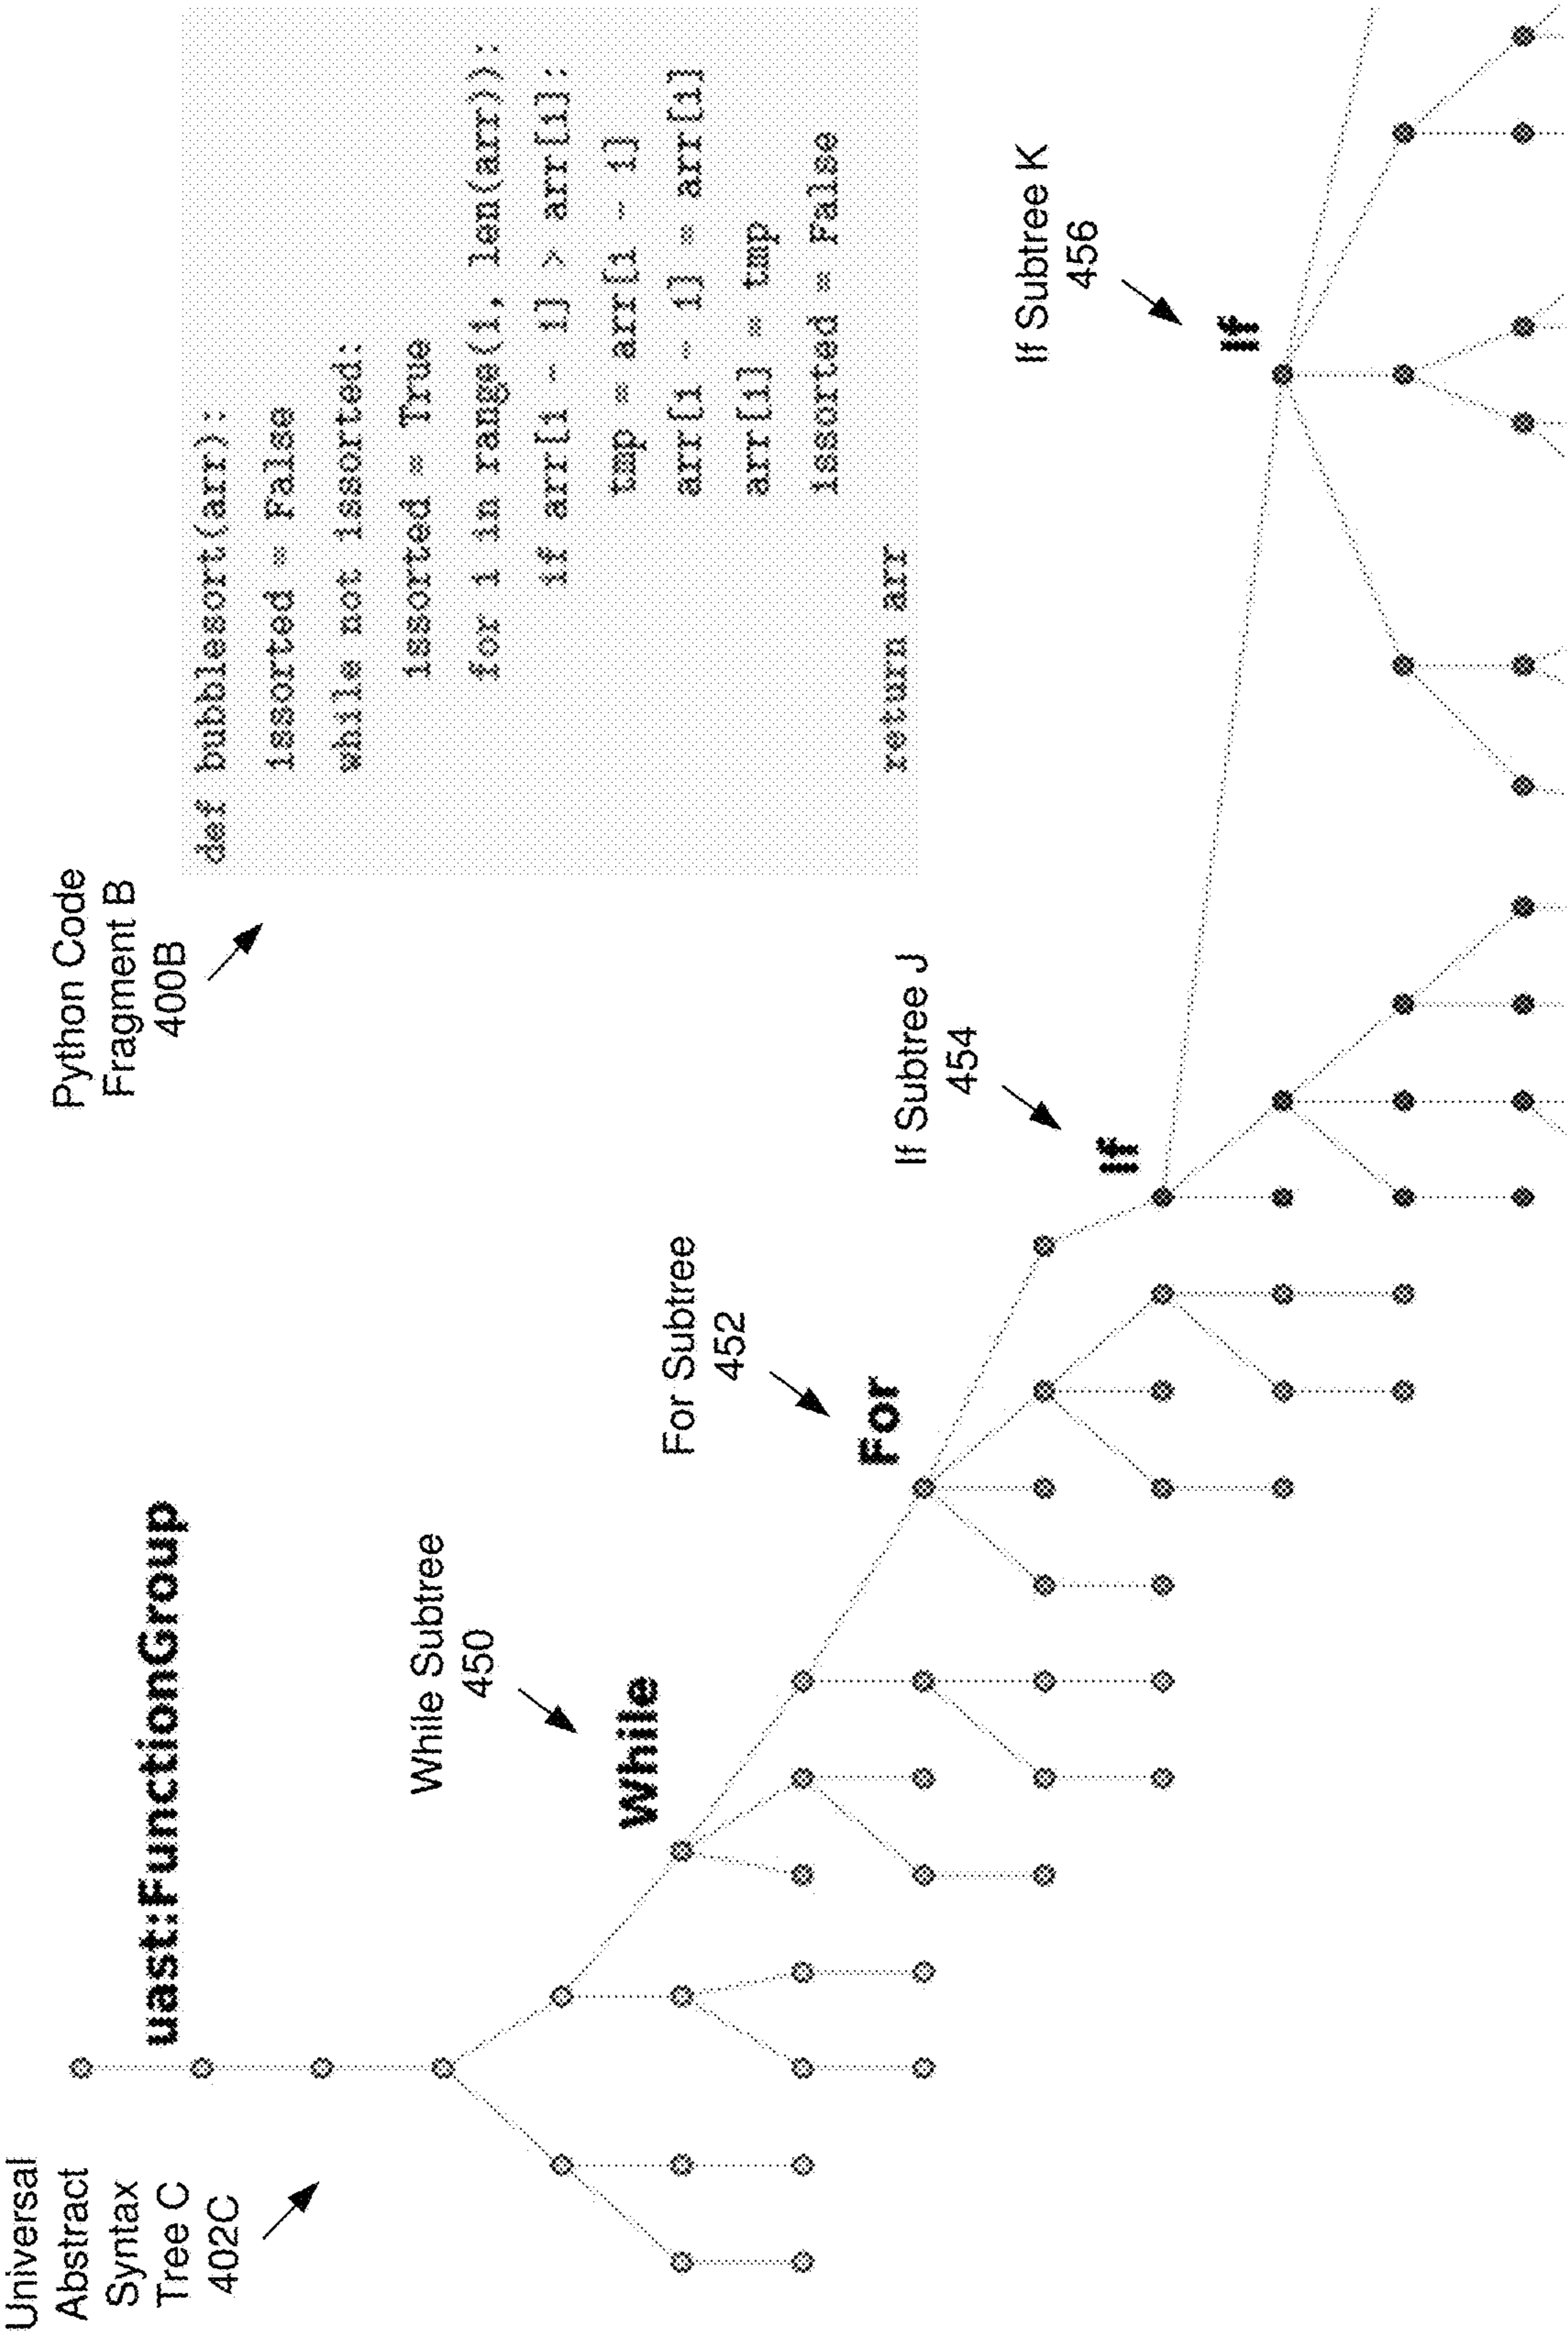 Universal
Abstract
Syntax
Tree C
402C
uast:FunctionGroup
Python Code
Fragment B
400B
def bubblesort(arr):
issorted = False
while not issorted:
issorted = True
for i in range(1, len(arr)):
if arr[i - 1] > arr[i]:
tmp = arr[i - 1]
arr[i - 1] = arr[i]
arr[i] = tmp
issorted = False
return arr
While Subtree
450
While
For Subtree
452
For
If Subtree J
454
If
If Subtree K
456
If